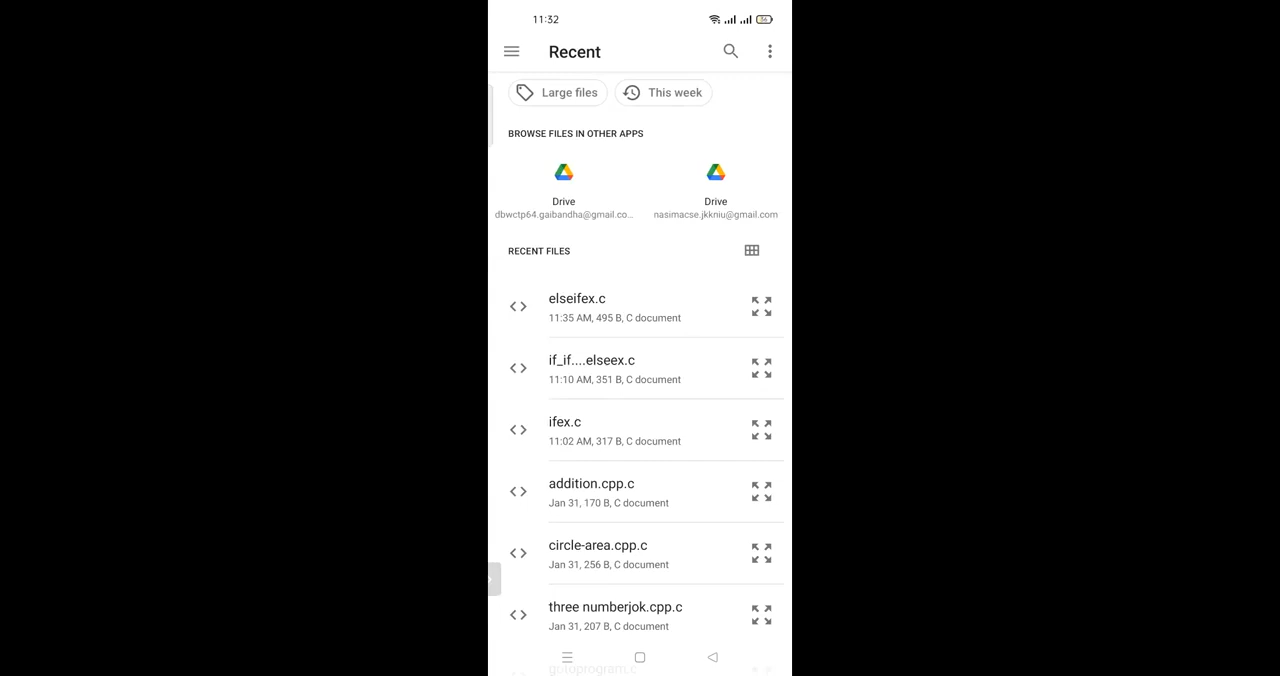 11:32
Recent
Large files
This week
BROWSE FILES IN OTHER APPS
Drive
dbwctp64.gaibandha@gmail.co...
Drive
nasimacse.jkkniu@gmail.com
RECENT FILES
elseifex.c
11:35 AM, 495 B, C document
if_if....elseex.c
11:10 AM, 351 B, C document
ifex.c
11:02 AM, 317 B, C document
addition.cpp.c
Jan 31, 170 B, C document
circle-area.cpp.c
Jan 31, 256 B, C document
three numberjok.cpp.c
Jan 31, 207 B, C document
gotoprogram.c